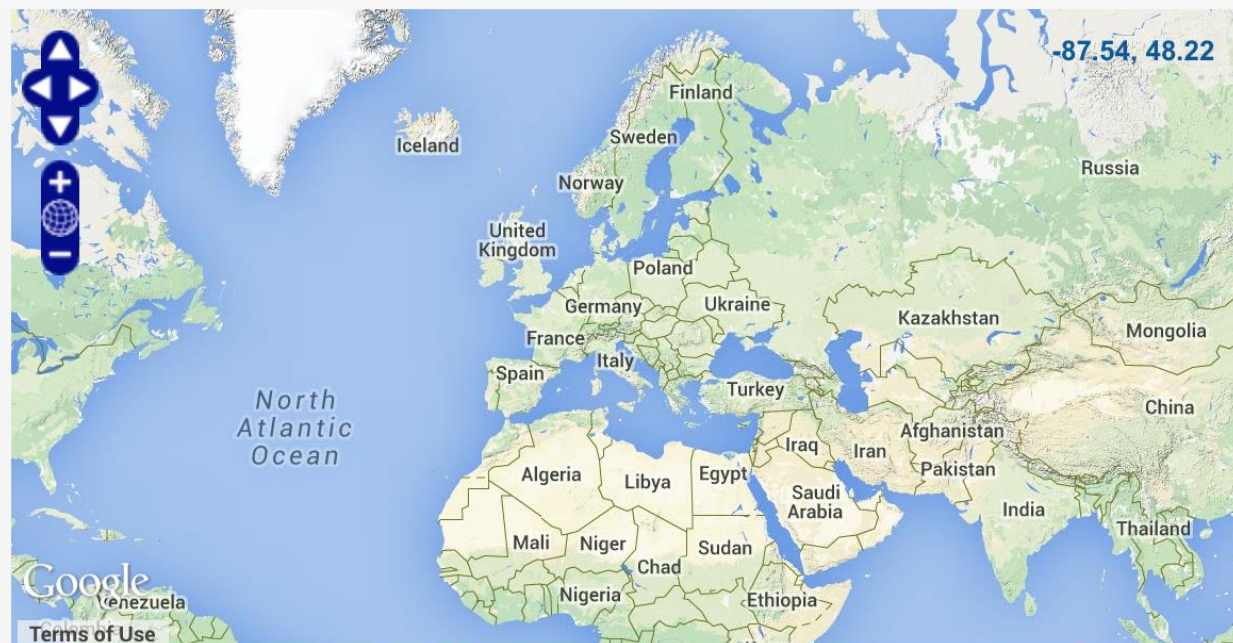 -87.54, 48.22
Finland
Sweden
Iceland
Russia
Norway
United
Kingdom
Poland
Germany
Ukraine
Kazakhstan
Mongolia
France
Italy
Spain
Turkey
North
Atlantic
Ocean
China
Afghanistan
Iraq
Iran
Pakistan
Algeria
Libya
Egypt
Saudi
Arabia
India
Thailand
Mali
Niger
Sudan
Chad
Google
Nigeria
Ethiopia
Venezuela
Colombia
Terms of Use